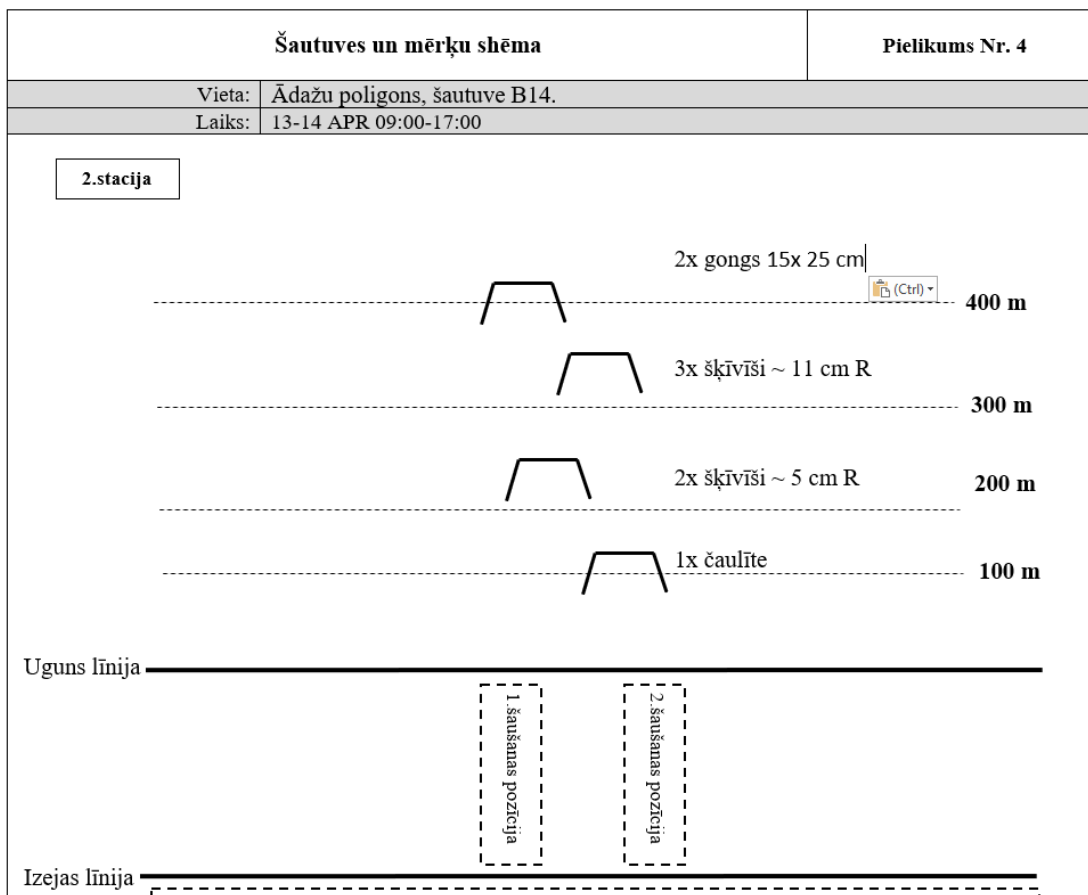 Šautuves un mērķu shēma
Pielikums Nr. 4
Vieta: Ādažu poligons, šautuve B14.
Laiks: 13-14 APR 09:00-17:00
2.stacija
2x gongs 15x 25 cm
(Ctrl)
400 m
3x šķīvīši ~ 11 cm R
300 m
2x šķīvīši ~ 5 cm R
200 m
1x čaulīte
100 m
Uguns līnija
1.šaušanas pozīcija
2.šaušanas pozīcija
Izejas līnija